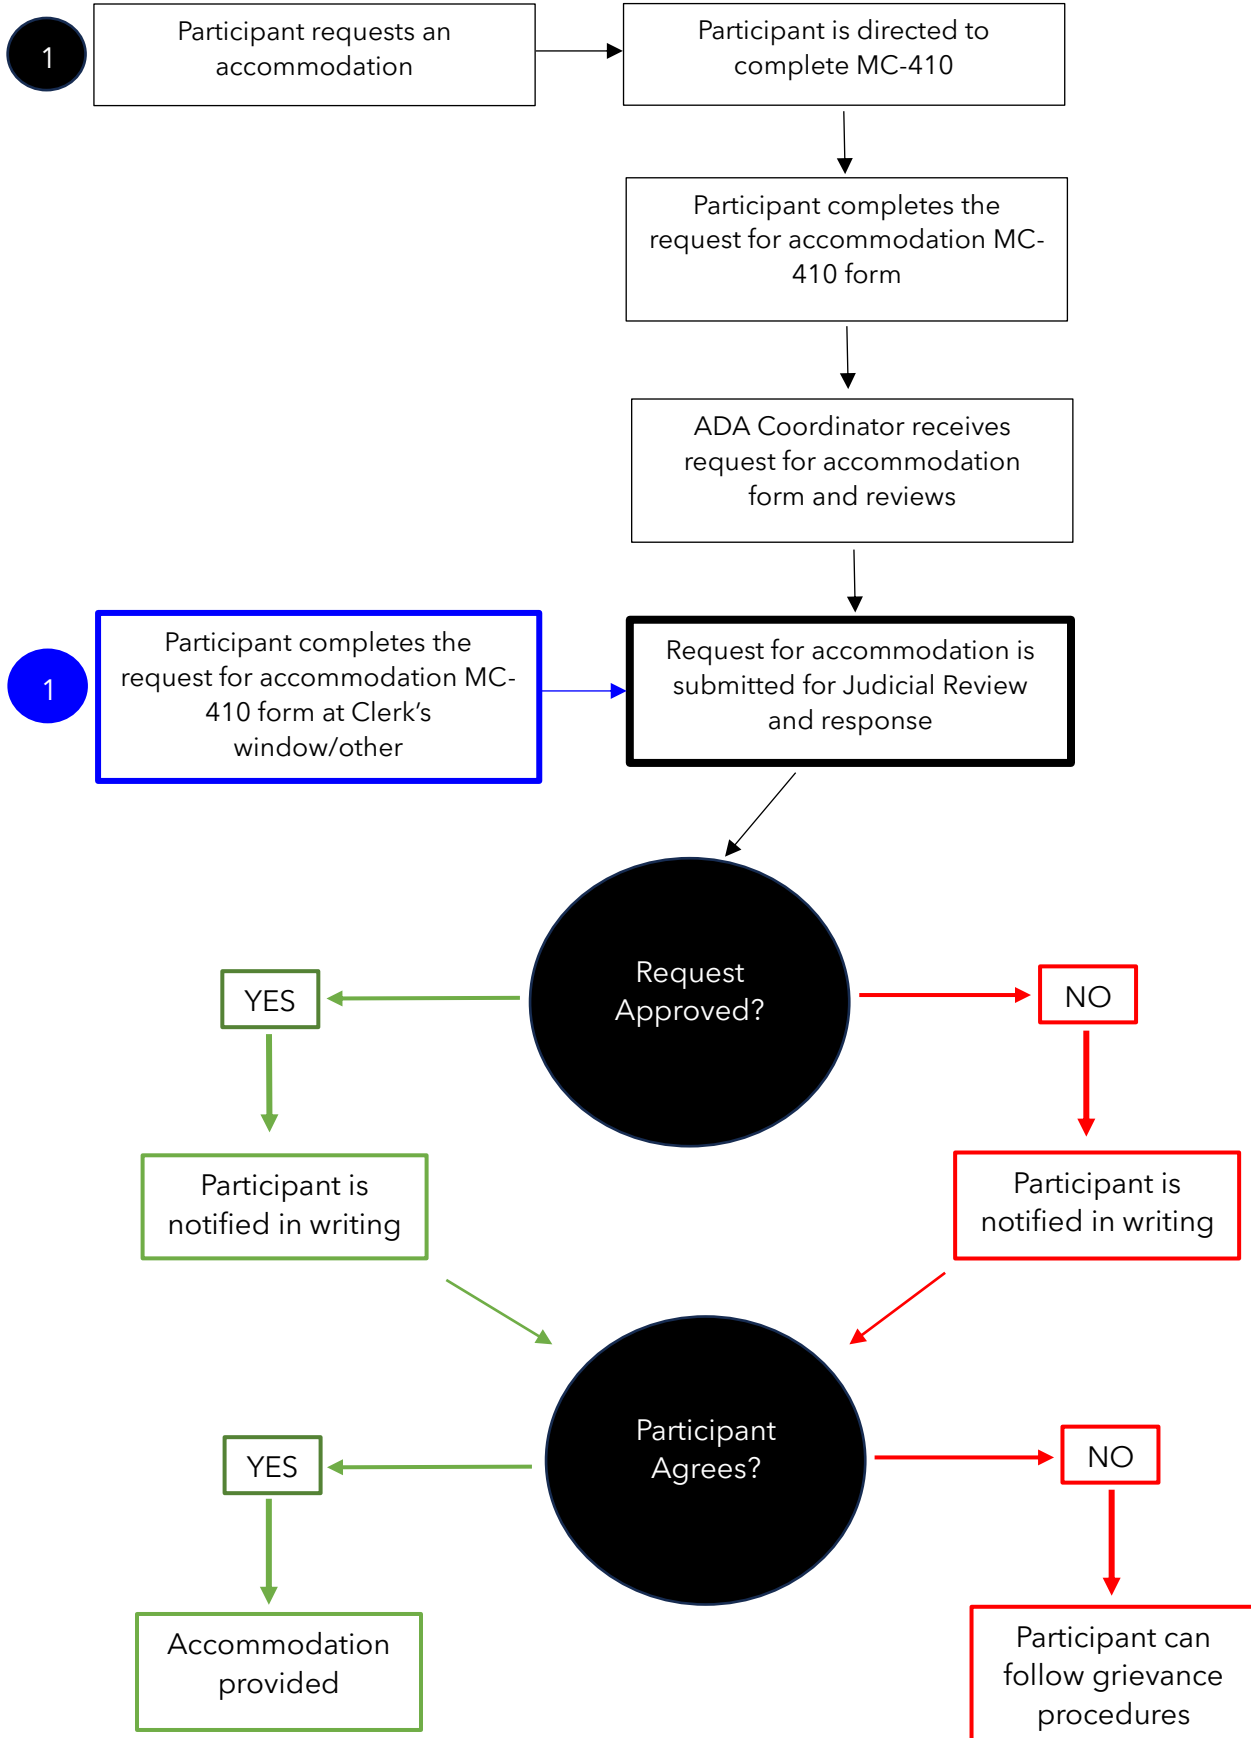 1
Participant requests an
accommodation
Participant is directed to
complete MC-410
Participant completes the
request for accommodation MC-
410 form
ADA Coordinator receives
request for accommodation
form and reviews
1
Participant completes the
request for accommodation MC-
410 form at Clerk’s
window/other
Request for accommodation is
submitted for Judicial Review
and response
Request
Approved?
YES
NO
Participant is
notified in writing
Participant is
notified in writing
Participant
Agrees?
YES
NO
Accommodation
provided
Participant can
follow grievance
procedures